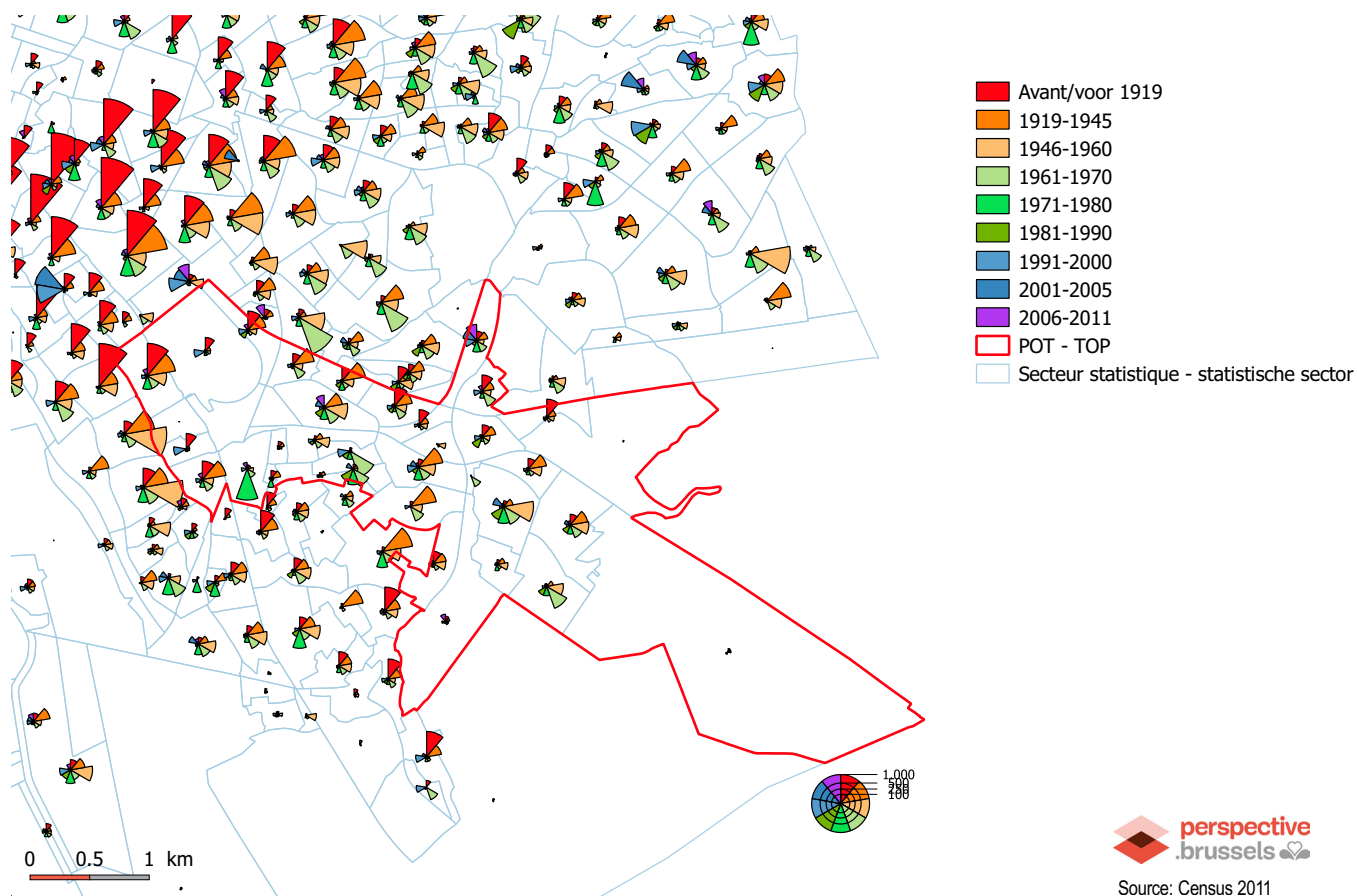 Avant/voor 1919
1919-1945
1946-1960
1961-1970
1971-1980
1981-1990
1991-2000
2001-2005
2006-2011
POT - TOP
Secteur statistique - statistische sector
1.000
500
250
100
0 0.5 1 km
perspective
.brussels
Source: Census 2011